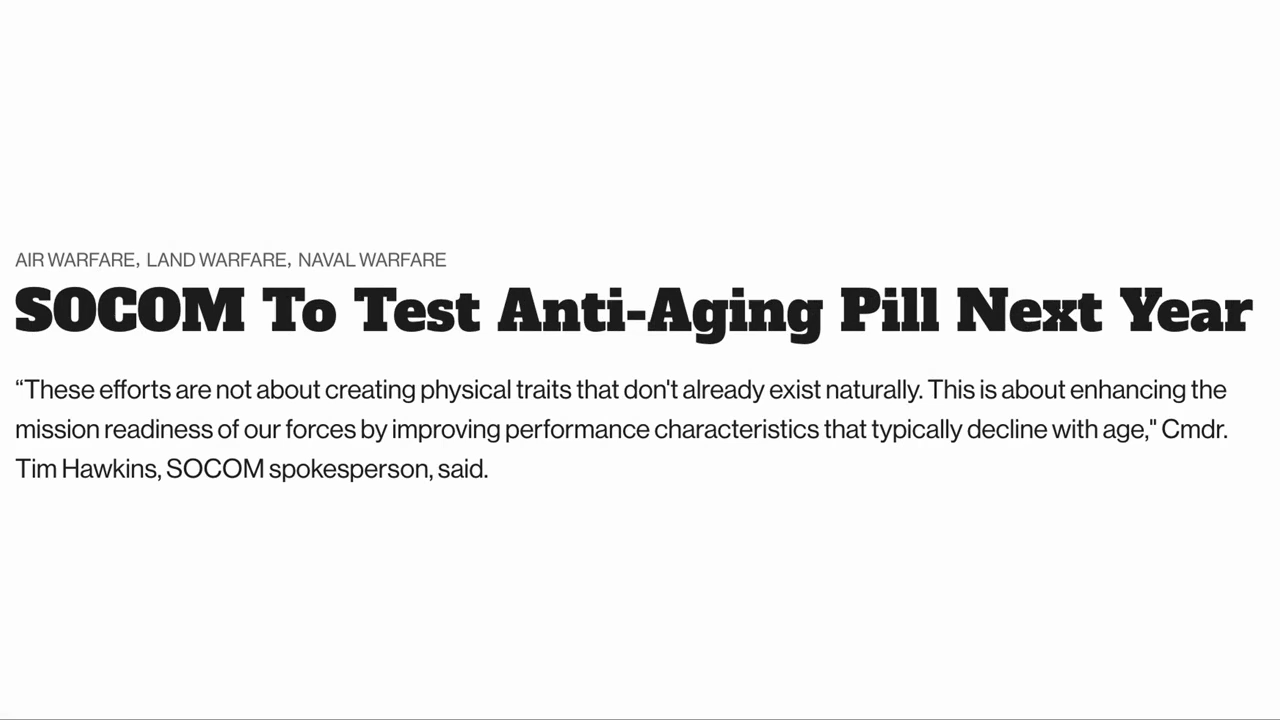 AIR WARFARE, LAND WARFARE, NAVAL WARFARE
SOCOM To Test Anti-Aging Pill Next Year
“These efforts are not about creating physical traits that don't already exist naturally. This is about enhancing the
mission readiness of our forces by improving performance characteristics that typically decline with age," Cmdr.
Tim Hawkins, SOCOM spokesperson, said.